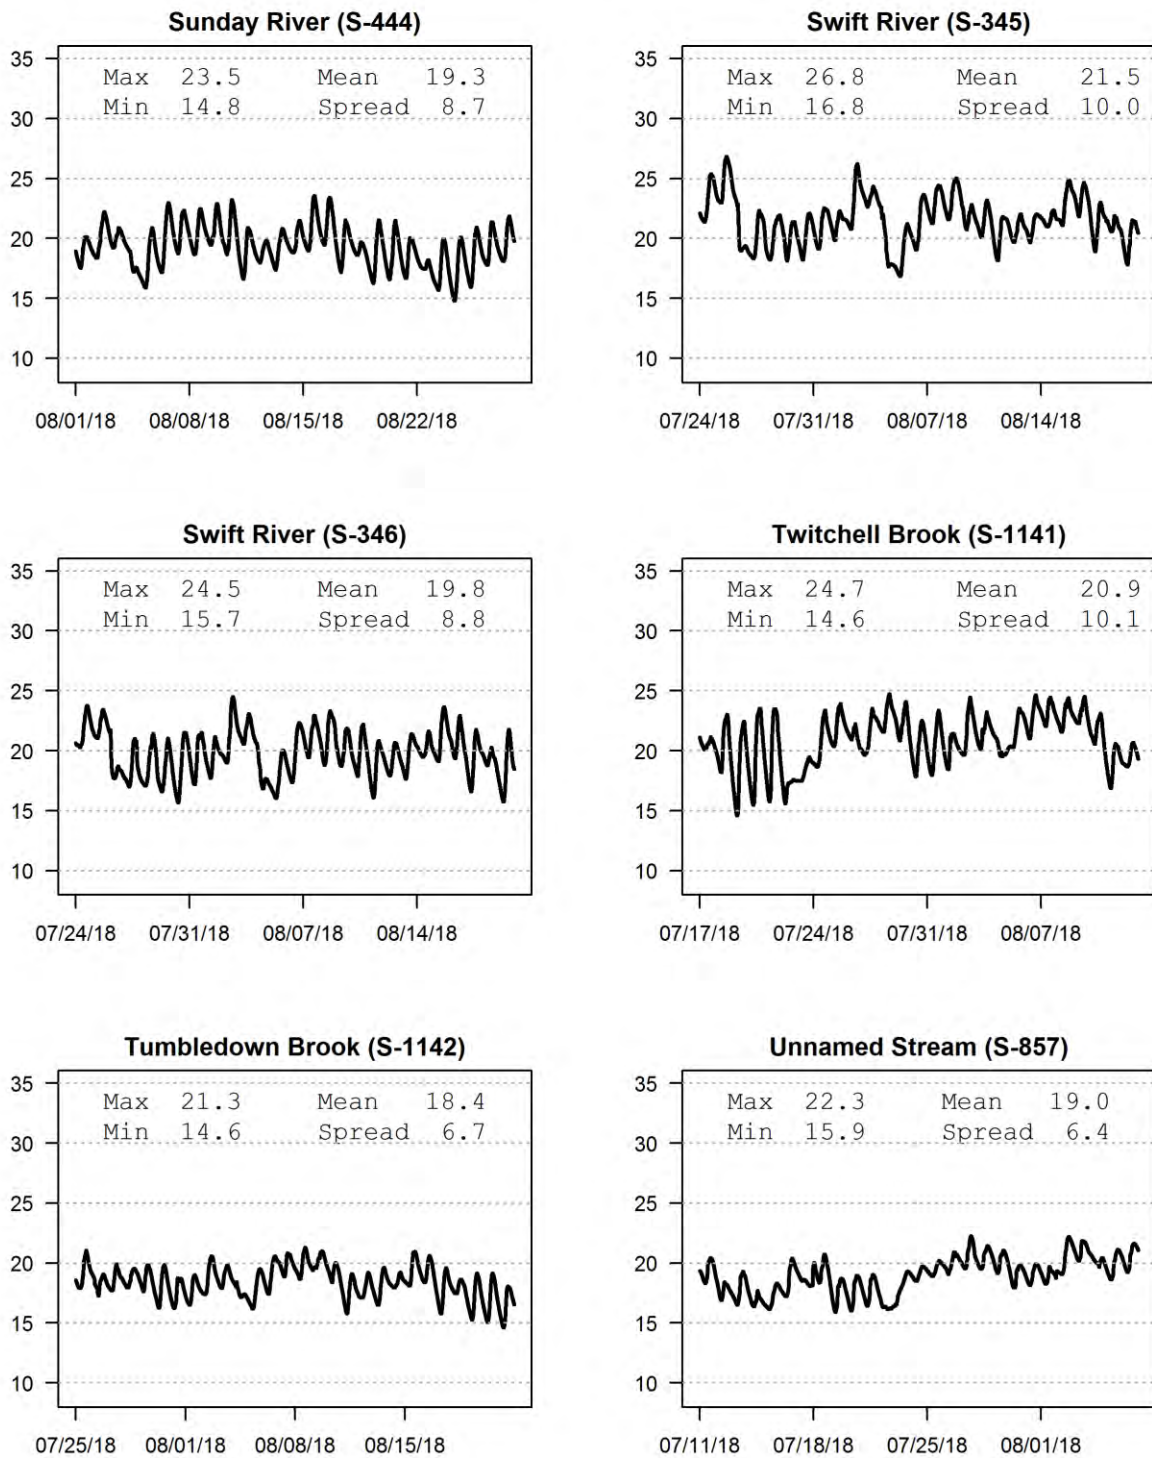 Sunday River (S-444)
35
30
25
20
15
10
Max 23.5 Mean 19.3
Min 14.8 Spread 8.7
08/01/18 08/08/18 08/15/18 08/22/18
Swift River (S-345)
35
30
25
20
15
10
Max 26.8 Mean 21.5
Min 16.8 Spread 10.0
07/24/18 07/31/18 08/07/18 08/14/18
Swift River (S-346)
35
30
25
20
15
10
Max 24.5 Mean 19.8
Min 15.7 Spread 8.8
07/24/18 07/31/18 08/07/18 08/14/18
Twitchell Brook (S-1141)
35
30
25
20
15
10
Max 24.7 Mean 20.9
Min 14.6 Spread 10.1
07/17/18 07/24/18 07/31/18 08/07/18
Tumbledown Brook (S-1142)
35
30
25
20
15
10
Max 21.3 Mean 18.4
Min 14.6 Spread 6.7
07/25/18 08/01/18 08/08/18 08/15/18
Unnamed Stream (S-857)
35
30
25
20
15
10
Max 22.3 Mean 19.0
Min 15.9 Spread 6.4
07/11/18 07/18/18 07/25/18 08/01/18